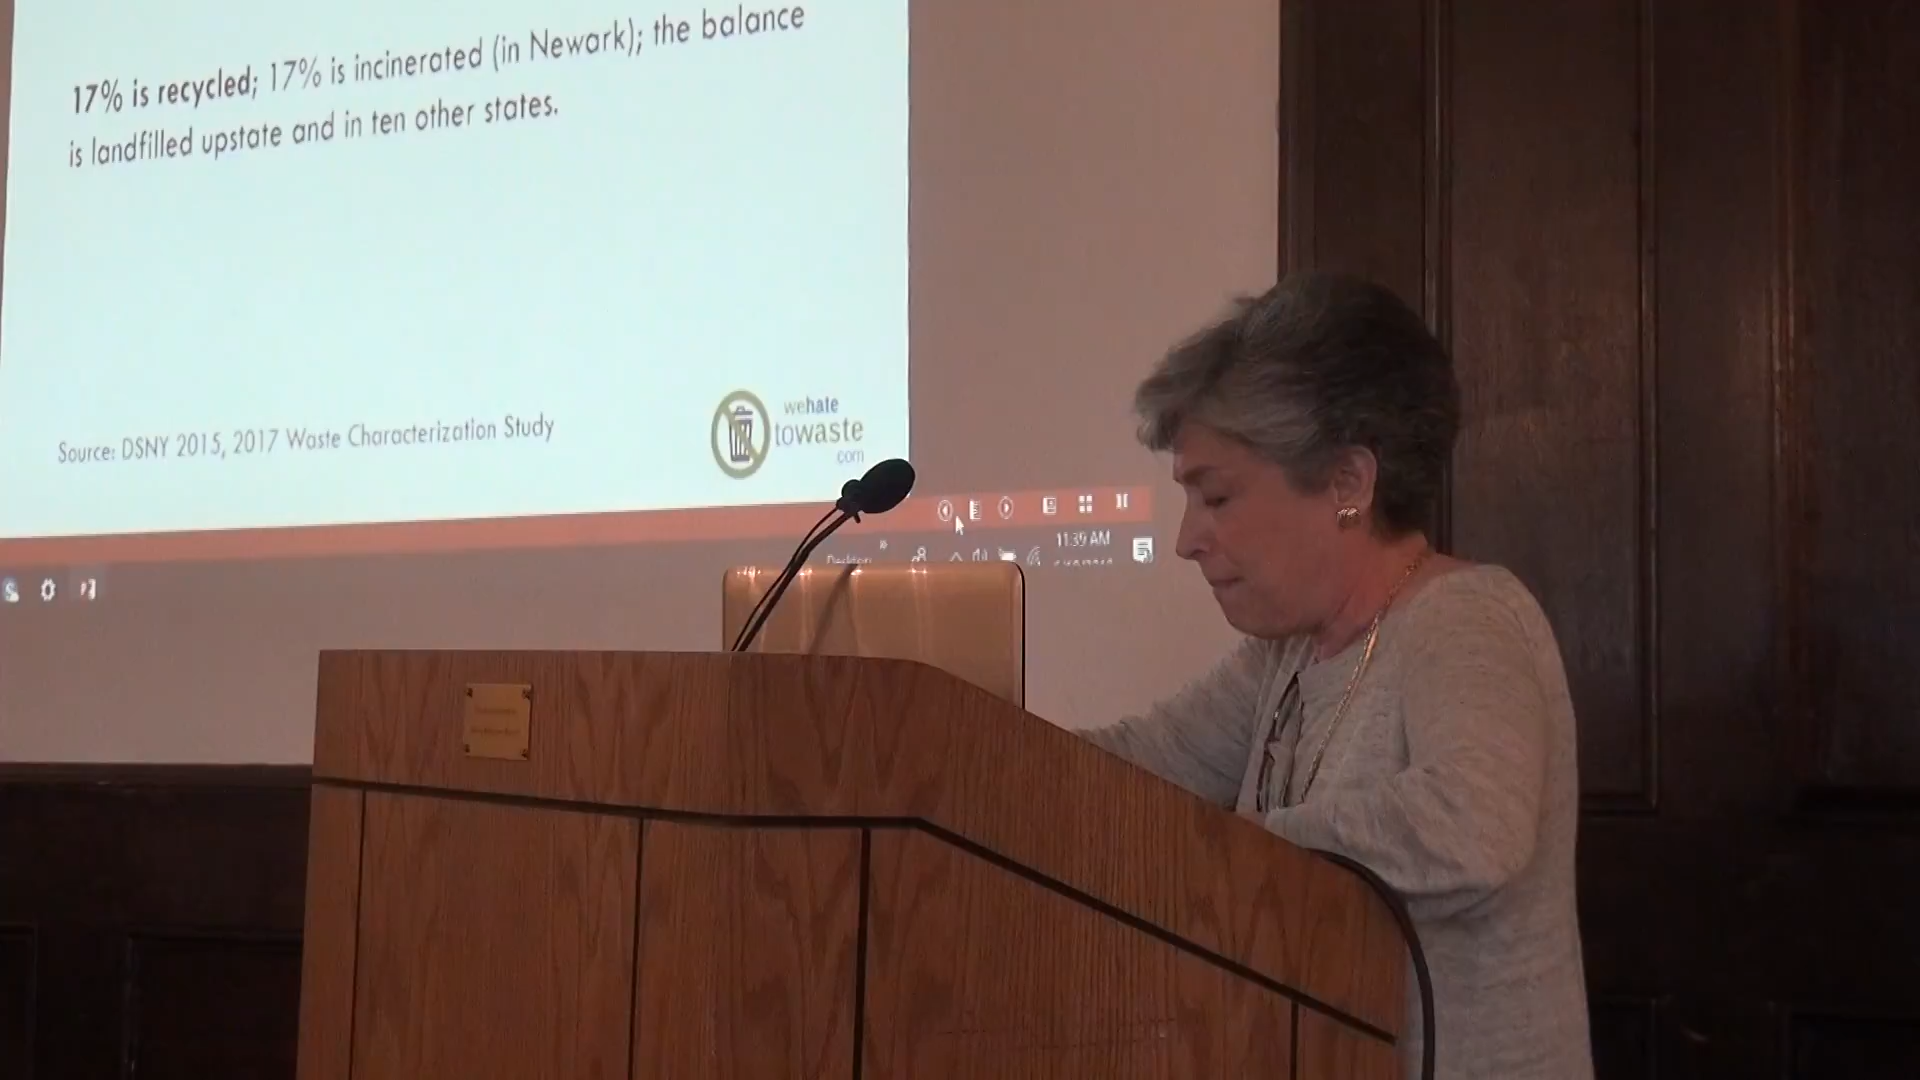 17% is recycled; 17% is incinerated (in Newark); the balance
is landfilled upstate and in ten other states.
Source: DSNY 2015, 2017 Waste Characterization Study
wehate
towaste
com
11:39 AM
Desktop